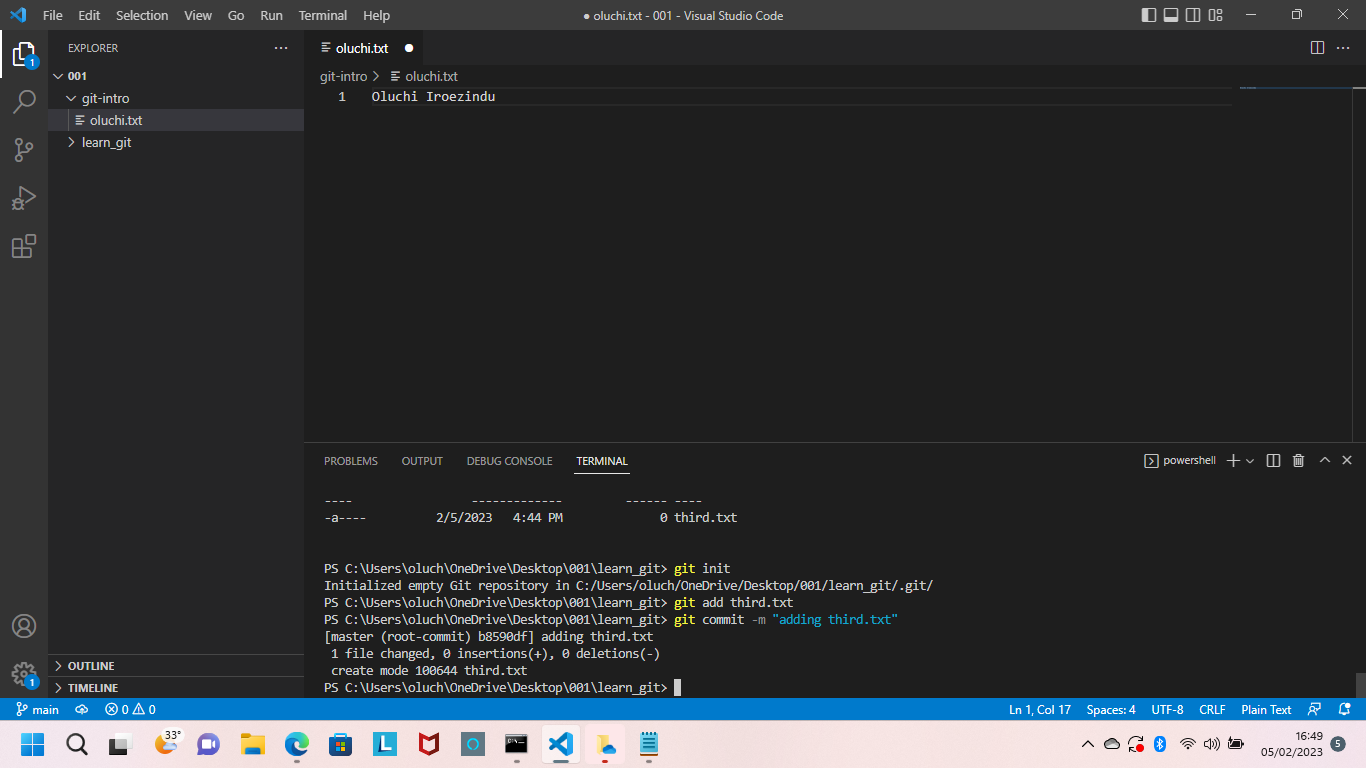 File Edit Selection View Go Run Terminal Help
● oluchi.txt - 001 - Visual Studio Code
1
EXPLORER
001
git-intro
oluchi.txt
learn_git
OUTLINE
TIMELINE
1
oluchi.txt
git-intro > oluchi.txt
1 Oluchi Iroezindu
PROBLEMS OUTPUT DEBUG CONSOLE TERMINAL
powershell
---- ------------- ------ ----
-a---- 2/5/2023 4:44 PM 0 third.txt
PS C:\Users\oluch\OneDrive\Desktop\001\learn_git> git init
Initialized empty Git repository in C:/Users/oluch/OneDrive/Desktop/001/learn_git/.git/
PS C:\Users\oluch\OneDrive\Desktop\001\learn_git> git add third.txt
PS C:\Users\oluch\OneDrive\Desktop\001\learn_git> git commit -m "adding third.txt"
[master (root-commit) b8590df] adding third.txt
1 file changed, 0 insertions(+), 0 deletions(-)
create mode 100644 third.txt
PS C:\Users\oluch\OneDrive\Desktop\001\learn_git>
main 0 0
Ln 1, Col 17 Spaces: 4 UTF-8 CRLF Plain Text
33°
L
16:49
05/02/2023
5